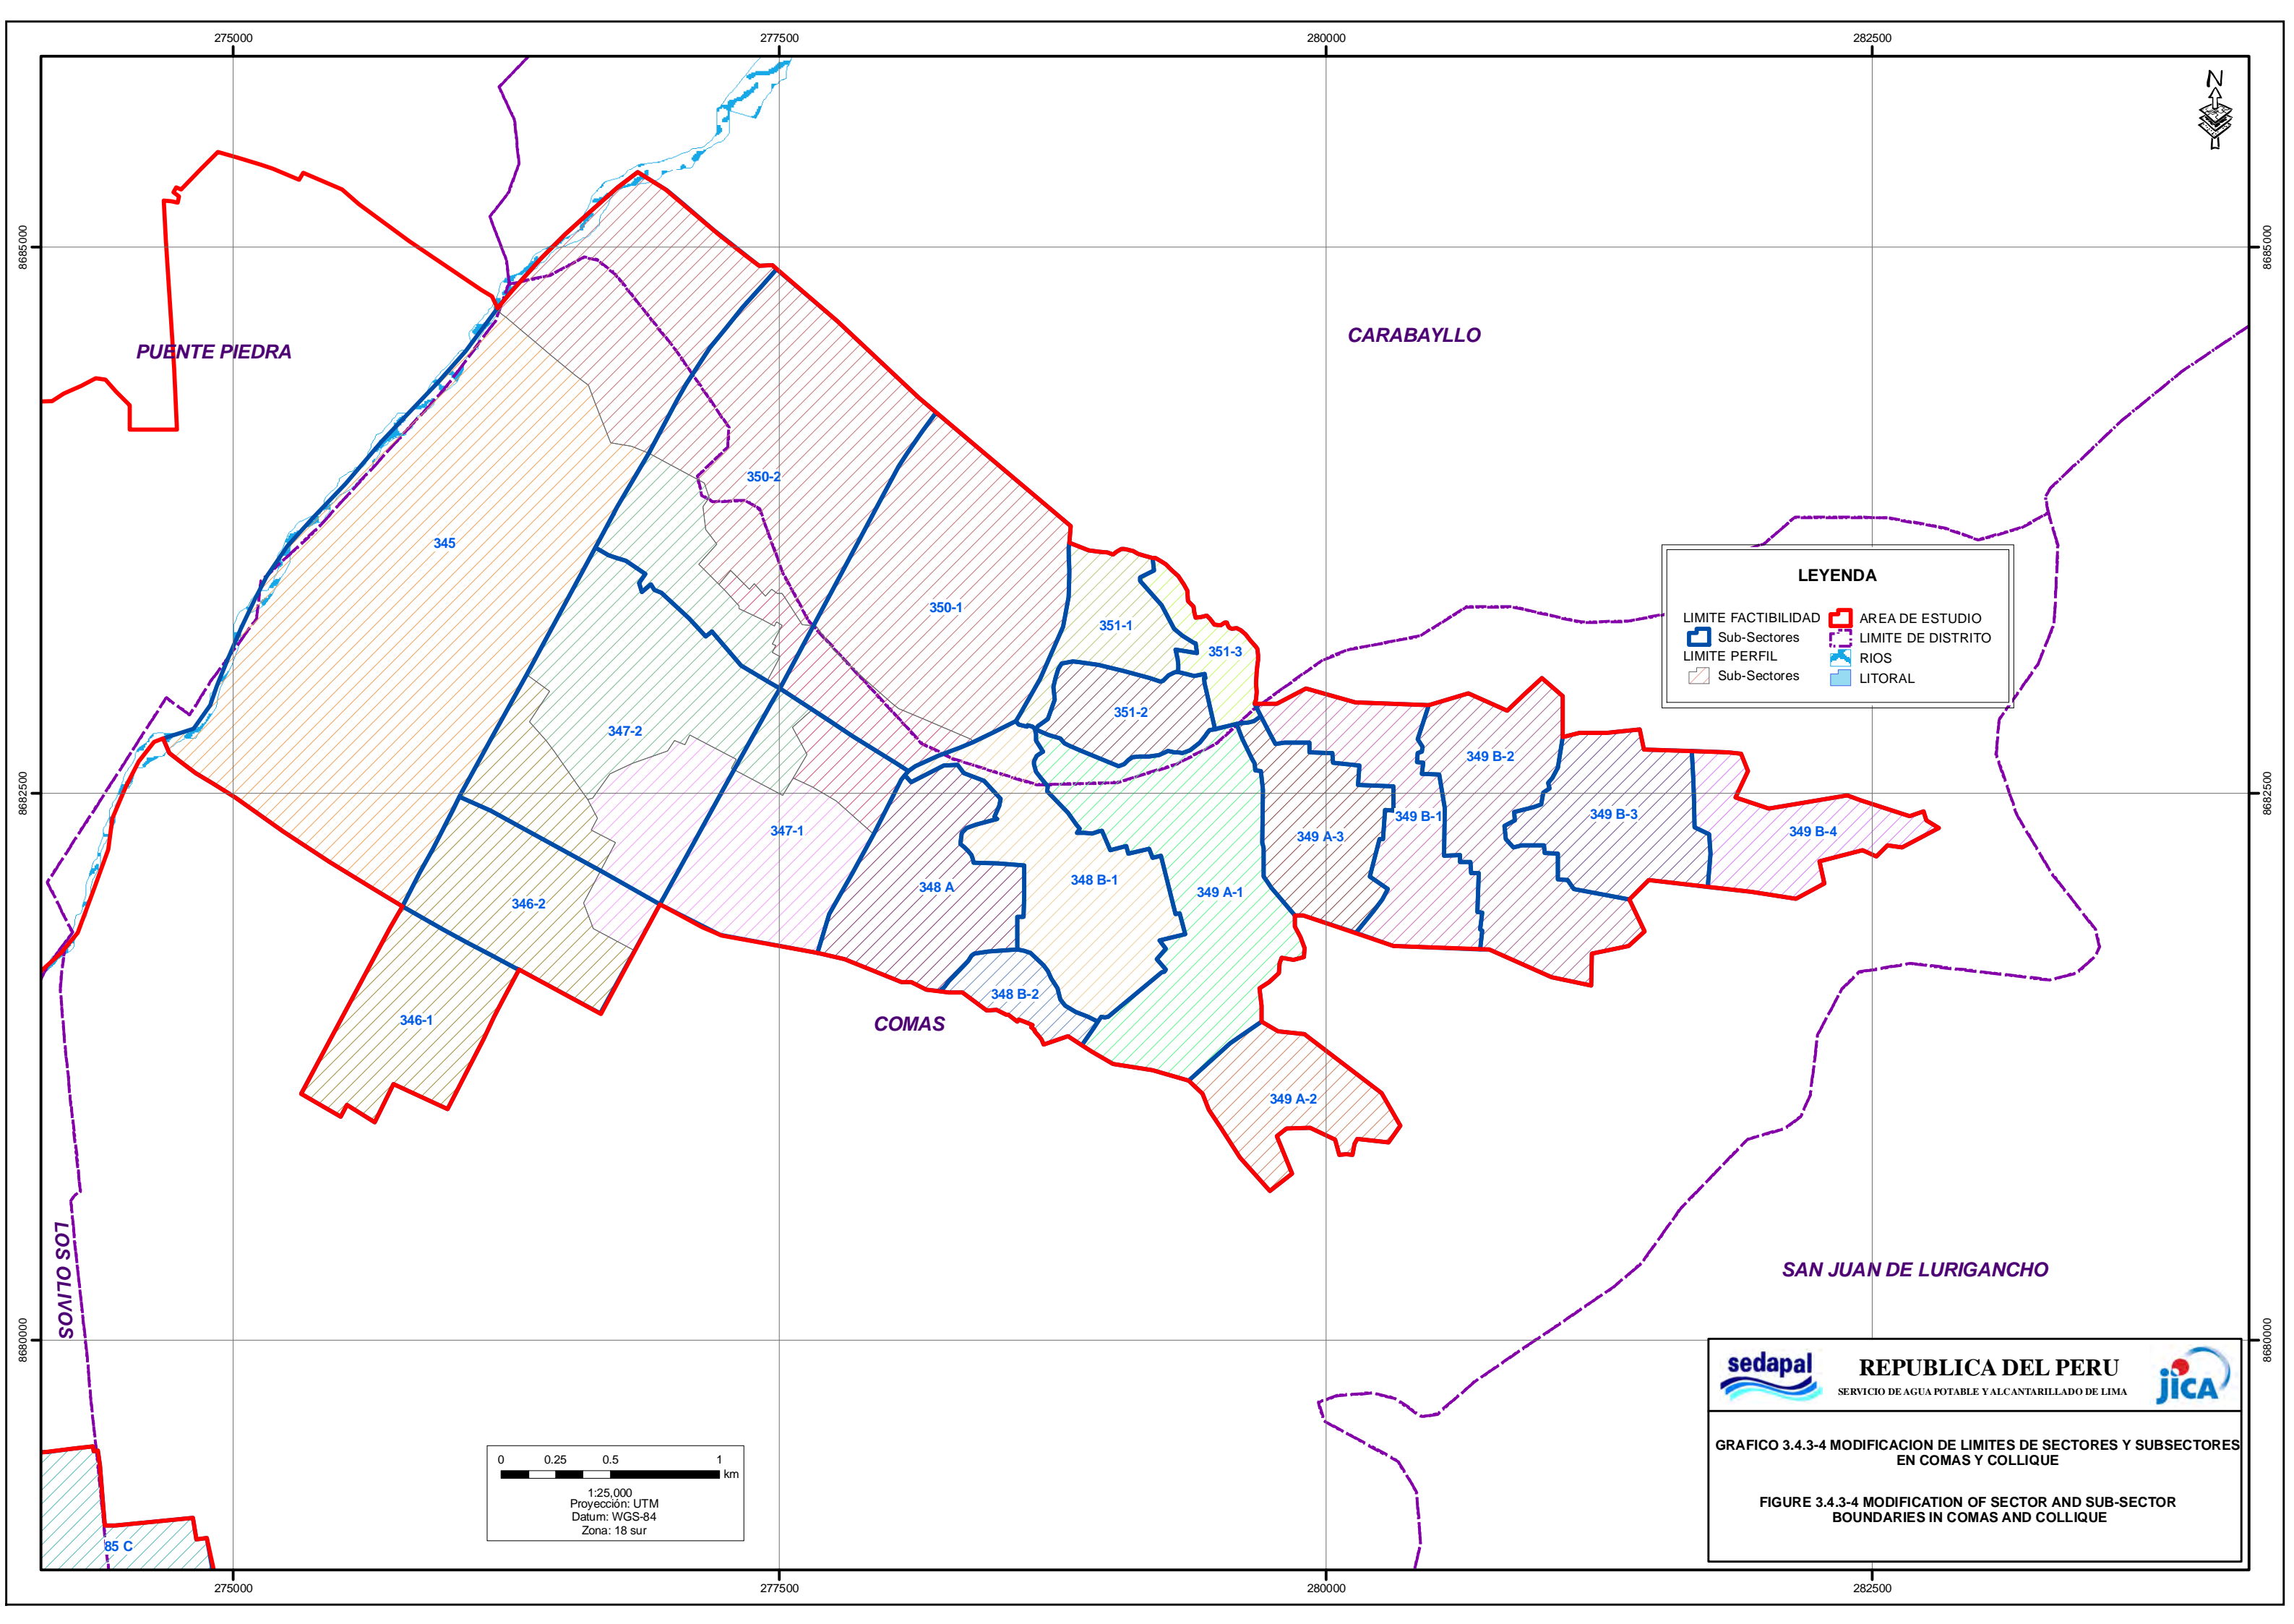 275000
277500
280000
282500
N
8685000
8685000
CARABAYLLO
PUENTE PIEDRA
350-2
345
LEYENDA
LIMITE FACTIBILIDAD
Sub-Sectores
LIMITE PERFIL
Sub-Sectores
AREA DE ESTUDIO
LIMITE DE DISTRITO
RIOS
LITORAL
350-1
351-1
351-3
351-2
347-2
349 B-2
8682500
8682500
349 B-3
349 B-1
347-1
349 A-3
349 B-4
348 B-1
348 A
349 A-1
346-2
348 B-2
346-1
COMAS
349 A-2
LOS OLIVOS
SAN JUAN DE LURIGANCHO
8680000
8680000
sedapal
REPUBLICA DEL PERU
SERVICIO DE AGUA POTABLE Y ALCANTARILLADO DE LIMA
jICA
GRAFICO 3.4.3-4 MODIFICACION DE LIMITES DE SECTORES Y SUBSECTORES
EN COMAS Y COLLIQUE
FIGURE 3.4.3-4 MODIFICATION OF SECTOR AND SUB-SECTOR
BOUNDARIES IN COMAS AND COLLIQUE
0 0.25 0.5 1
km
1:25,000
Proyección: UTM
Datum: WGS-84
Zona: 18 sur
85 C
275000
277500
280000
282500